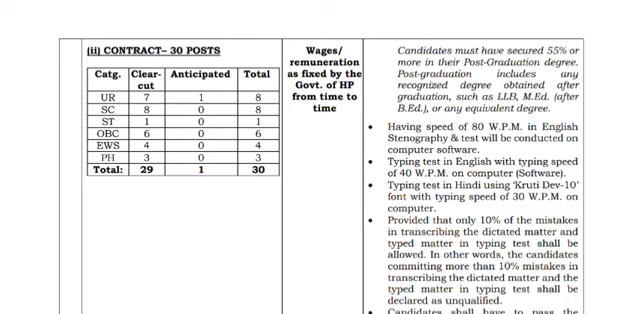 (ii) CONTRACT– 30 POSTS
Catg. Clear-cut Anticipated Total
UR 7 1 8
SC 8 0 8
ST 1 0 1
OBC 6 0 6
EWS 4 0 4
PH 3 0 3
Total: 29 1 30
Wages/
remuneration
as fixed by the
Govt. of HP
from time to
time
Candidates must have secured 55% or
more in their Post-Graduation degree.
Post-graduation includes any
recognized degree obtained after
graduation, such as LLB, M.Ed. (after
B.Ed.), or any equivalent degree.
• Having speed of 80 W.P.M. in English
Stenography & test will be conducted on
computer software.
• Typing test in English with typing speed
of 40 W.P.M. on computer (Software).
• Typing test in Hindi using ‘Kruti Dev-10’
font with typing speed of 30 W.P.M. on
computer.
• Provided that only 10% of the mistakes
in transcribing the dictated matter and
typed matter in typing test shall be
allowed. In other words, the candidates
committing more than 10% mistakes in
transcribing the dictated matter and the
typed matter in typing test shall be
declared as unqualified.
• Candidates shall have to pass the